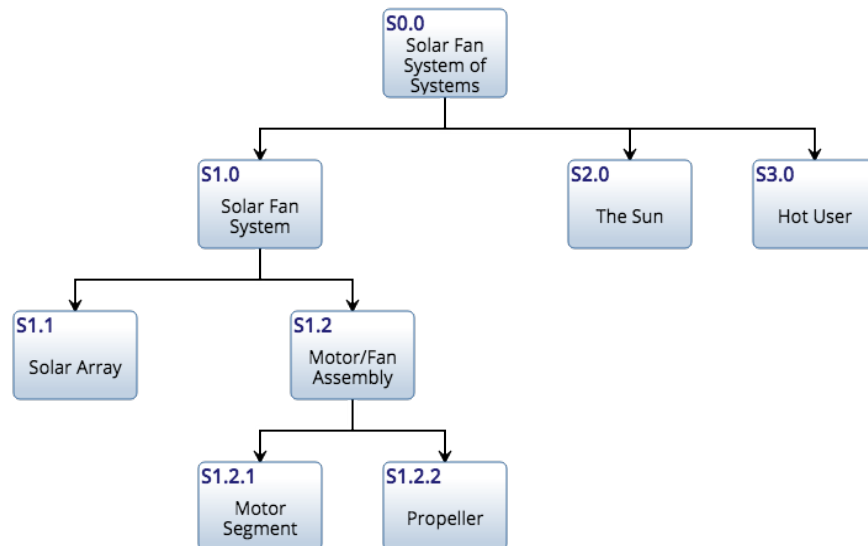 S0.0
Solar Fan
System of
Systems
S1.0
Solar Fan
System
S2.0
The Sun
S3.0
Hot User
S1.1
Solar Array
S1.2
Motor/Fan
Assembly
S1.2.1
Motor
Segment
S1.2.2
Propeller